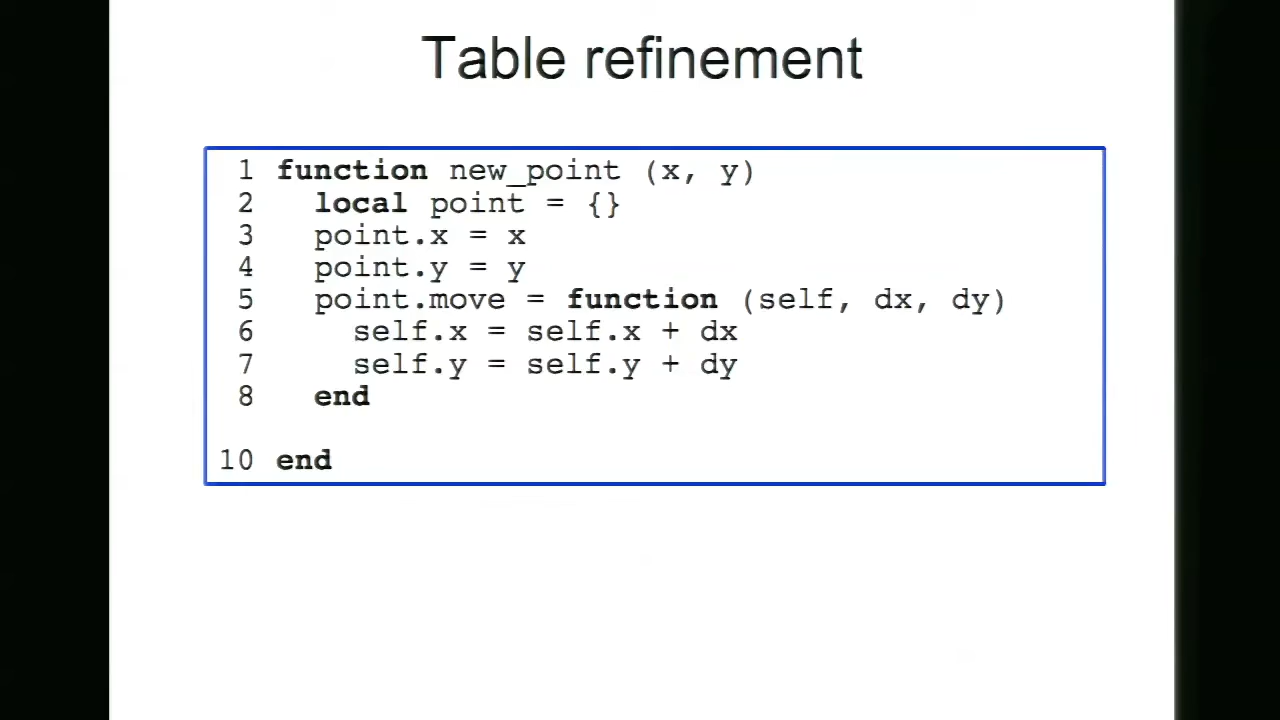 Table refinement
1 function new_point (x, y)
2   local point = {}
3   point.x = x
4   point.y = y
5   point.move = function (self, dx, dy)
6     self.x = self.x + dx
7     self.y = self.y + dy
8   end
10 end